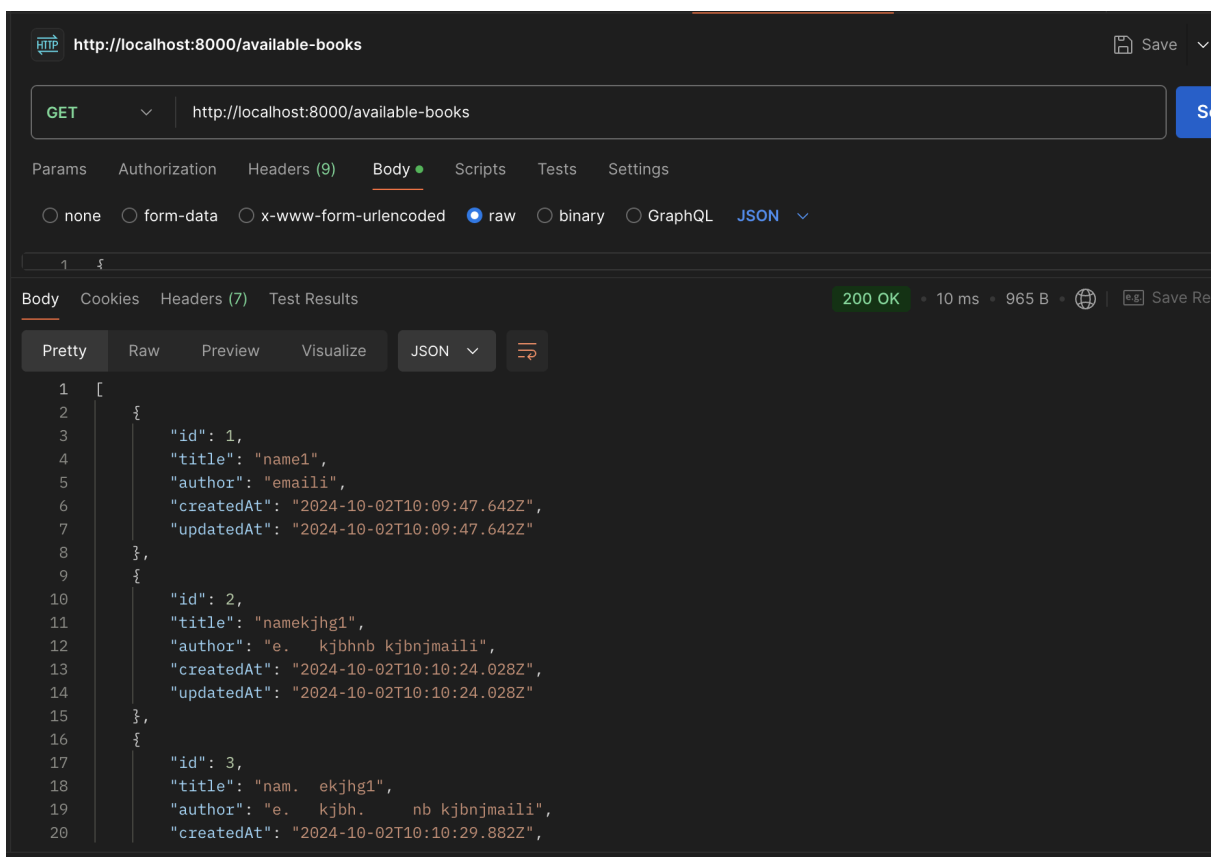 HTTP http://localhost:8000/available-books Save
GET http://localhost:8000/available-books
Params Authorization Headers (9) Body Scripts Tests Settings
none form-data x-www-form-urlencoded raw binary GraphQL JSON
1 {
Body Cookies Headers (7) Test Results 200 OK 10 ms 965 B e.g. Save Re
Pretty Raw Preview Visualize JSON
1 [
2 {
3 "id": 1,
4 "title": "name1",
5 "author": "emaili",
6 "createdAt": "2024-10-02T10:09:47.642Z",
7 "updatedAt": "2024-10-02T10:09:47.642Z"
8 },
9 {
10 "id": 2,
11 "title": "namekjhg1",
12 "author": "e.   kjbhnb kjbnjmaili",
13 "createdAt": "2024-10-02T10:10:24.028Z",
14 "updatedAt": "2024-10-02T10:10:24.028Z"
15 },
16 {
17 "id": 3,
18 "title": "nam.  ekjhg1",
19 "author": "e.   kjbh.      nb kjbnjmaili",
20 "createdAt": "2024-10-02T10:10:29.882Z",